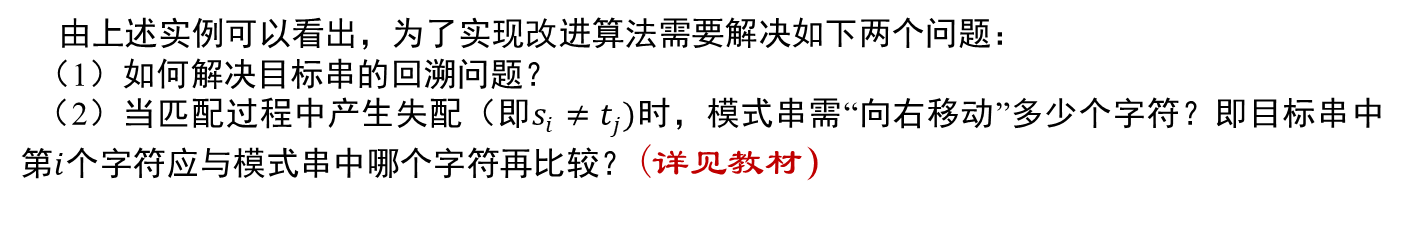 由上述实例可以看出，为了实现改进算法需要解决如下两个问题：
（1）如何解决目标串的回溯问题？
（2）当匹配过程中产生失配（即sᵢ ≠ tⱼ)时，模式串需“向右移动”多少个字符？即目标串中
第i个字符应与模式串中哪个字符再比较？(详见教材)